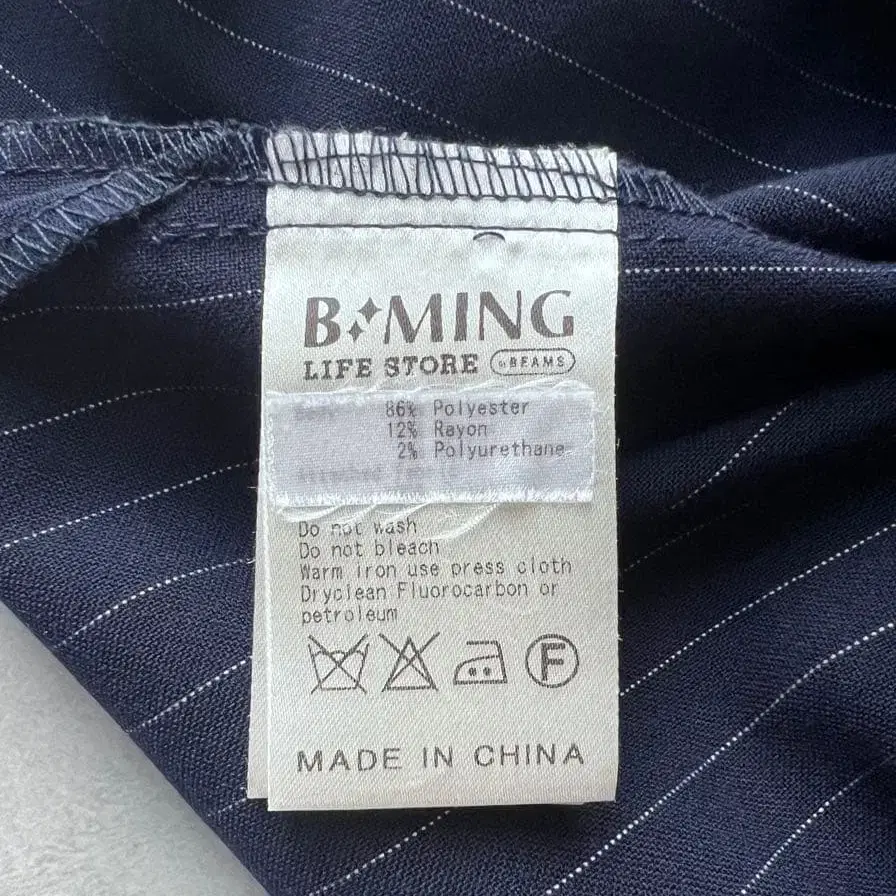 B MING
LIFE STORE by BEAMS
86% Polyester
12% Rayon
2% Polyurethane
Do not wash
Do not bleach
Warm iron use press cloth
Dryclean Fluorocarbon or
petroleum
F
MADE IN CHINA